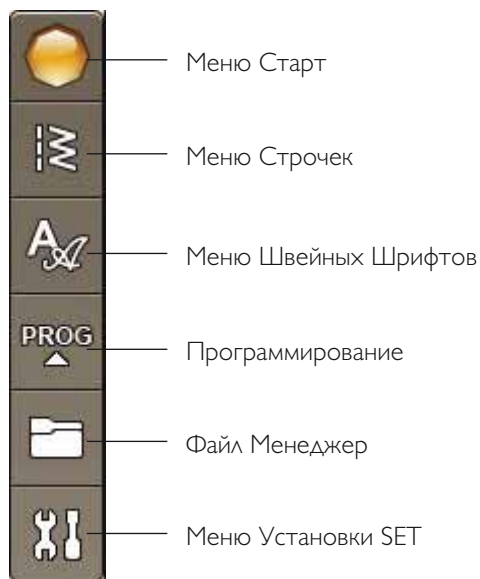 Меню Старт
Меню Строчек
A A
Меню Швейных Шрифтов
PROG
Программирование
Файл Менеджер
Меню Установки SET